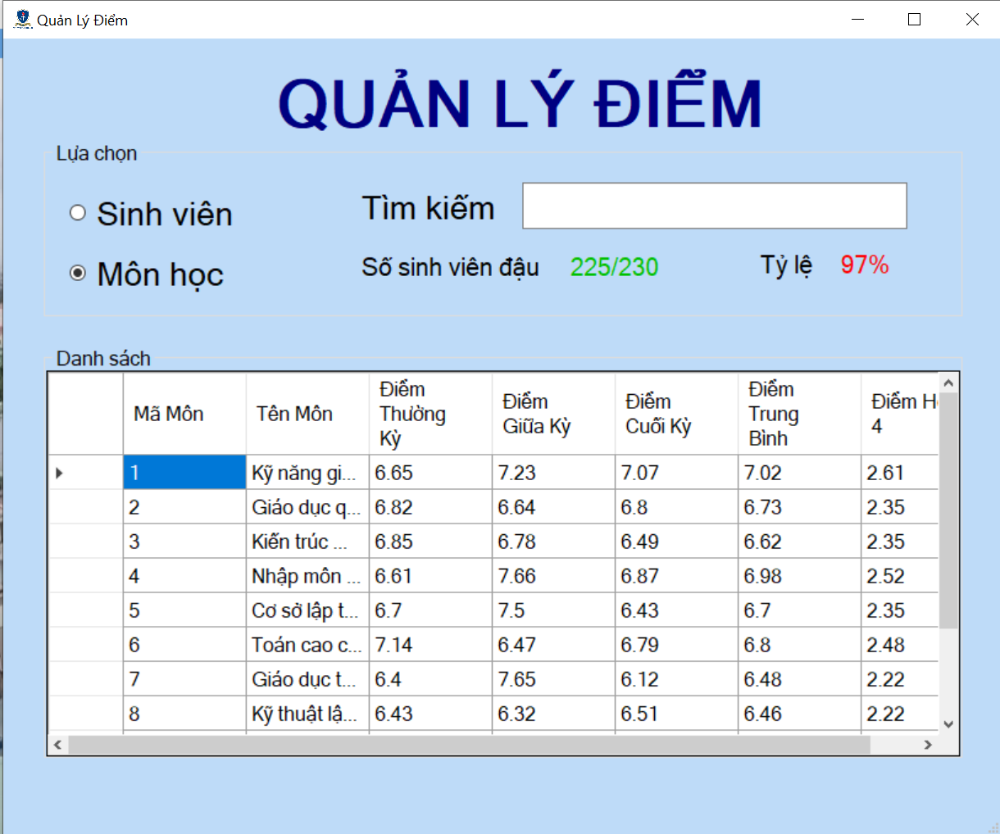 Quản Lý Điểm
QUẢN LÝ ĐIỂM
Lựa chọn
Sinh viên
Tìm kiếm
Môn học
Số sinh viên đậu 225/230 Tỷ lệ 97%
Danh sách
Mã Môn Tên Môn Điểm Thường Kỳ Điểm Giữa Kỳ Điểm Cuối Kỳ Điểm Trung Bình Điểm H 4
1 Kỹ năng gi... 6.65 7.23 7.07 7.02 2.61
2 Giáo dục q... 6.82 6.64 6.8 6.73 2.35
3 Kiến trúc ... 6.85 6.78 6.49 6.62 2.35
4 Nhập môn ... 6.61 7.66 6.87 6.98 2.52
5 Cơ sở lập t... 6.7 7.5 6.43 6.7 2.35
6 Toán cao c... 7.14 6.47 6.79 6.8 2.48
7 Giáo dục t... 6.4 7.65 6.12 6.48 2.22
8 Kỹ thuật lậ... 6.43 6.32 6.51 6.46 2.22